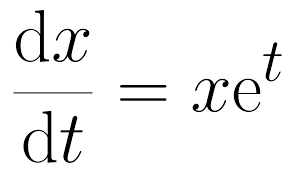 dx/dt = xe^t